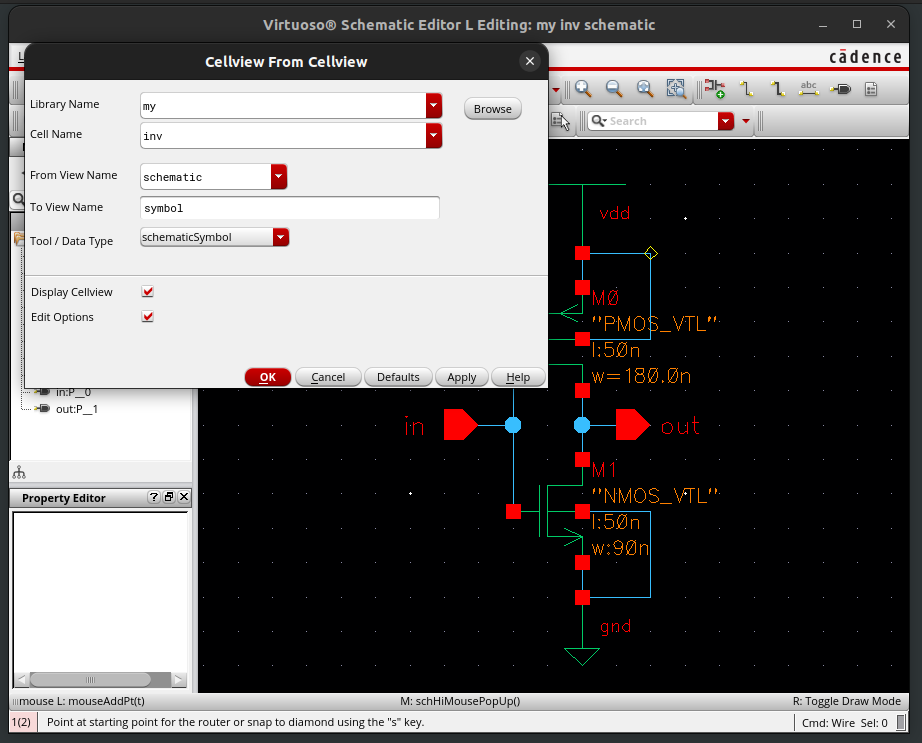 Virtuoso® Schematic Editor L Editing: my inv schematic
cādence
Cellview From Cellview
Library Name
my
Browse
Cell Name
inv
From View Name
schematic
To View Name
symbol
Tool / Data Type
schematicSymbol
Display Cellview
Edit Options
OK
Cancel
Defaults
Apply
Help
abc
Search
in:P__0
out:P__1
Property Editor
vdd
M0
"PMOS_VTL"
l:50n
w=180.0n
in
out
M1
"NMOS_VTL"
l:50n
w:90n
gnd
mouse L: mouseAddPt(t)
M: schHiMousePopUp()
R: Toggle Draw Mode
1(2)
Point at starting point for the router or snap to diamond using the "s" key.
Cmd: Wire Sel: 0